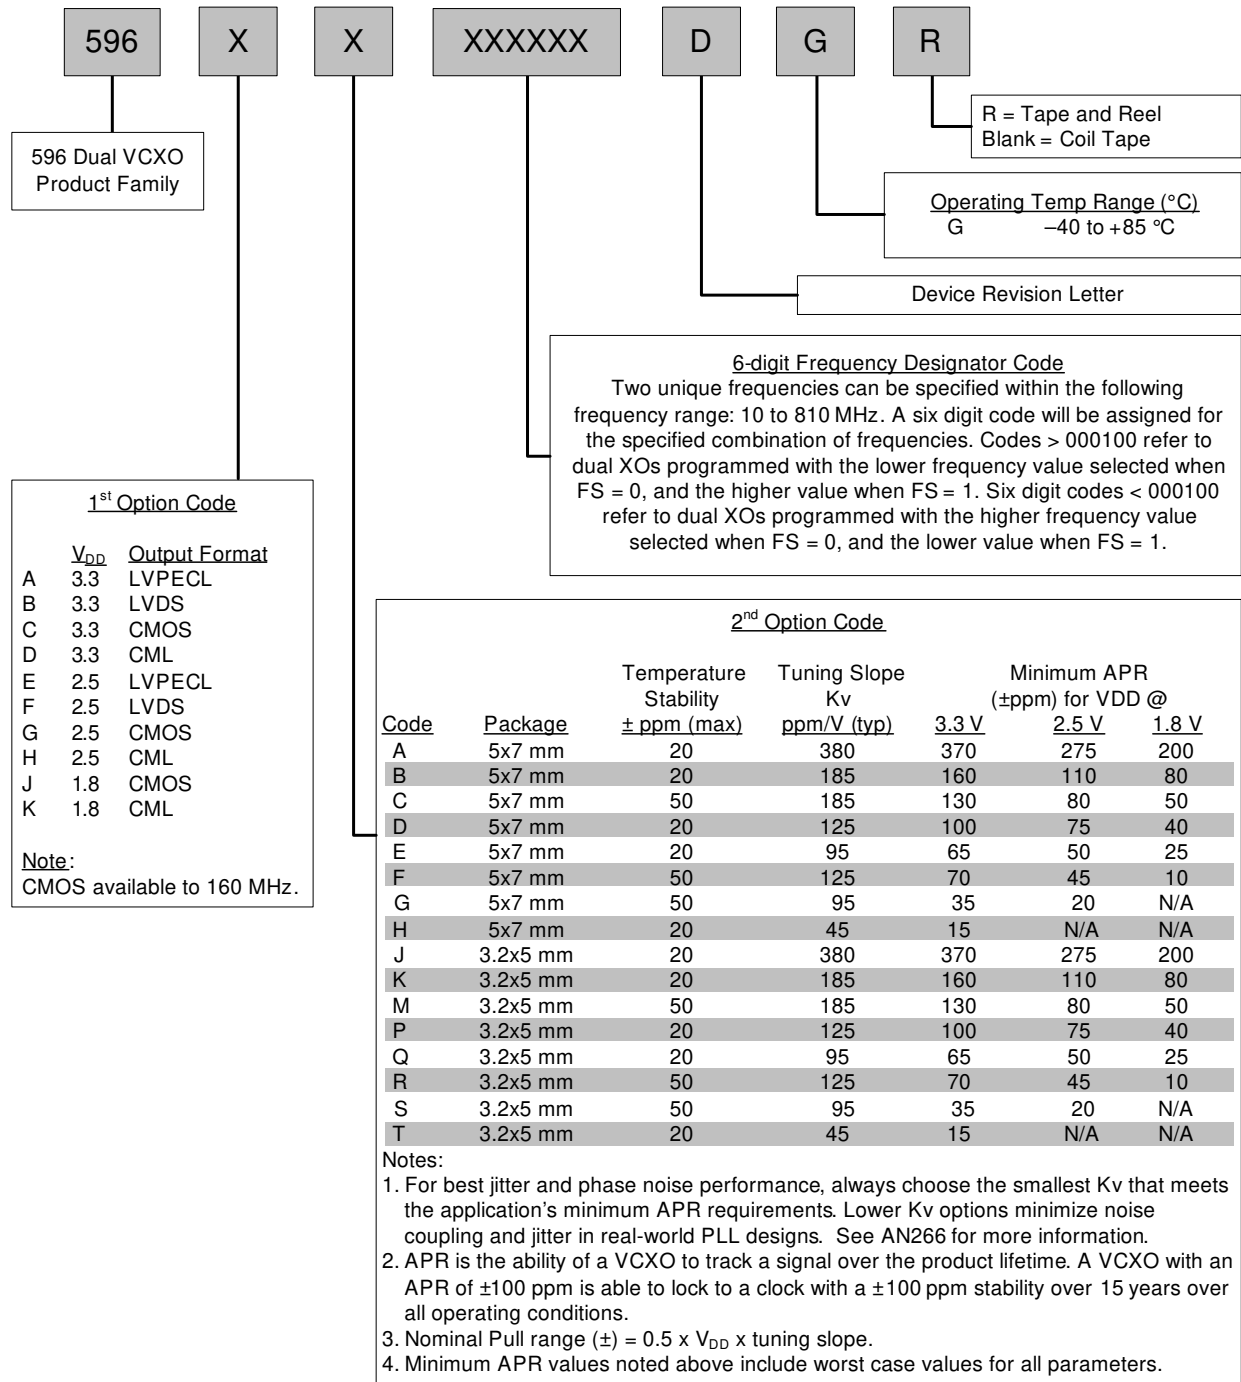 596 X X XXXXXX D G R
R = Tape and Reel
Blank = Coil Tape
596 Dual VCXO
Product Family
Operating Temp Range (°C)
G –40 to +85 °C
Device Revision Letter
6-digit Frequency Designator Code
Two unique frequencies can be specified within the following
frequency range: 10 to 810 MHz. A six digit code will be assigned for
the specified combination of frequencies. Codes > 000100 refer to
dual XOs programmed with the lower frequency value selected when
FS = 0, and the higher value when FS = 1. Six digit codes < 000100
refer to dual XOs programmed with the higher frequency value
selected when FS = 0, and the lower value when FS = 1.
1st Option Code
VDD Output Format
A 3.3 LVPECL
B 3.3 LVDS
C 3.3 CMOS
D 3.3 CML
E 2.5 LVPECL
F 2.5 LVDS
G 2.5 CMOS
H 2.5 CML
J 1.8 CMOS
K 1.8 CML
Note:
CMOS available to 160 MHz.
2nd Option Code
Temperature Tuning Slope Minimum APR
Stability Kv (±ppm) for VDD @
Code Package ± ppm (max) ppm/V (typ) 3.3 V 2.5 V 1.8 V
A 5x7 mm 20 380 370 275 200
B 5x7 mm 20 185 160 110 80
C 5x7 mm 50 185 130 80 50
D 5x7 mm 20 125 100 75 40
E 5x7 mm 20 95 65 50 25
F 5x7 mm 50 125 70 45 10
G 5x7 mm 50 95 35 20 N/A
H 5x7 mm 20 45 15 N/A N/A
J 3.2x5 mm 20 380 370 275 200
K 3.2x5 mm 20 185 160 110 80
M 3.2x5 mm 50 185 130 80 50
P 3.2x5 mm 20 125 100 75 40
Q 3.2x5 mm 20 95 65 50 25
R 3.2x5 mm 50 125 70 45 10
S 3.2x5 mm 50 95 35 20 N/A
T 3.2x5 mm 20 45 15 N/A N/A
Notes:
1. For best jitter and phase noise performance, always choose the smallest Kv that meets
the application's minimum APR requirements. Lower Kv options minimize noise
coupling and jitter in real-world PLL designs. See AN266 for more information.
2. APR is the ability of a VCXO to track a signal over the product lifetime. A VCXO with an
APR of ±100 ppm is able to lock to a clock with a ±100 ppm stability over 15 years over
all operating conditions.
3. Nominal Pull range (±) = 0.5 x VDD x tuning slope.
4. Minimum APR values noted above include worst case values for all parameters.